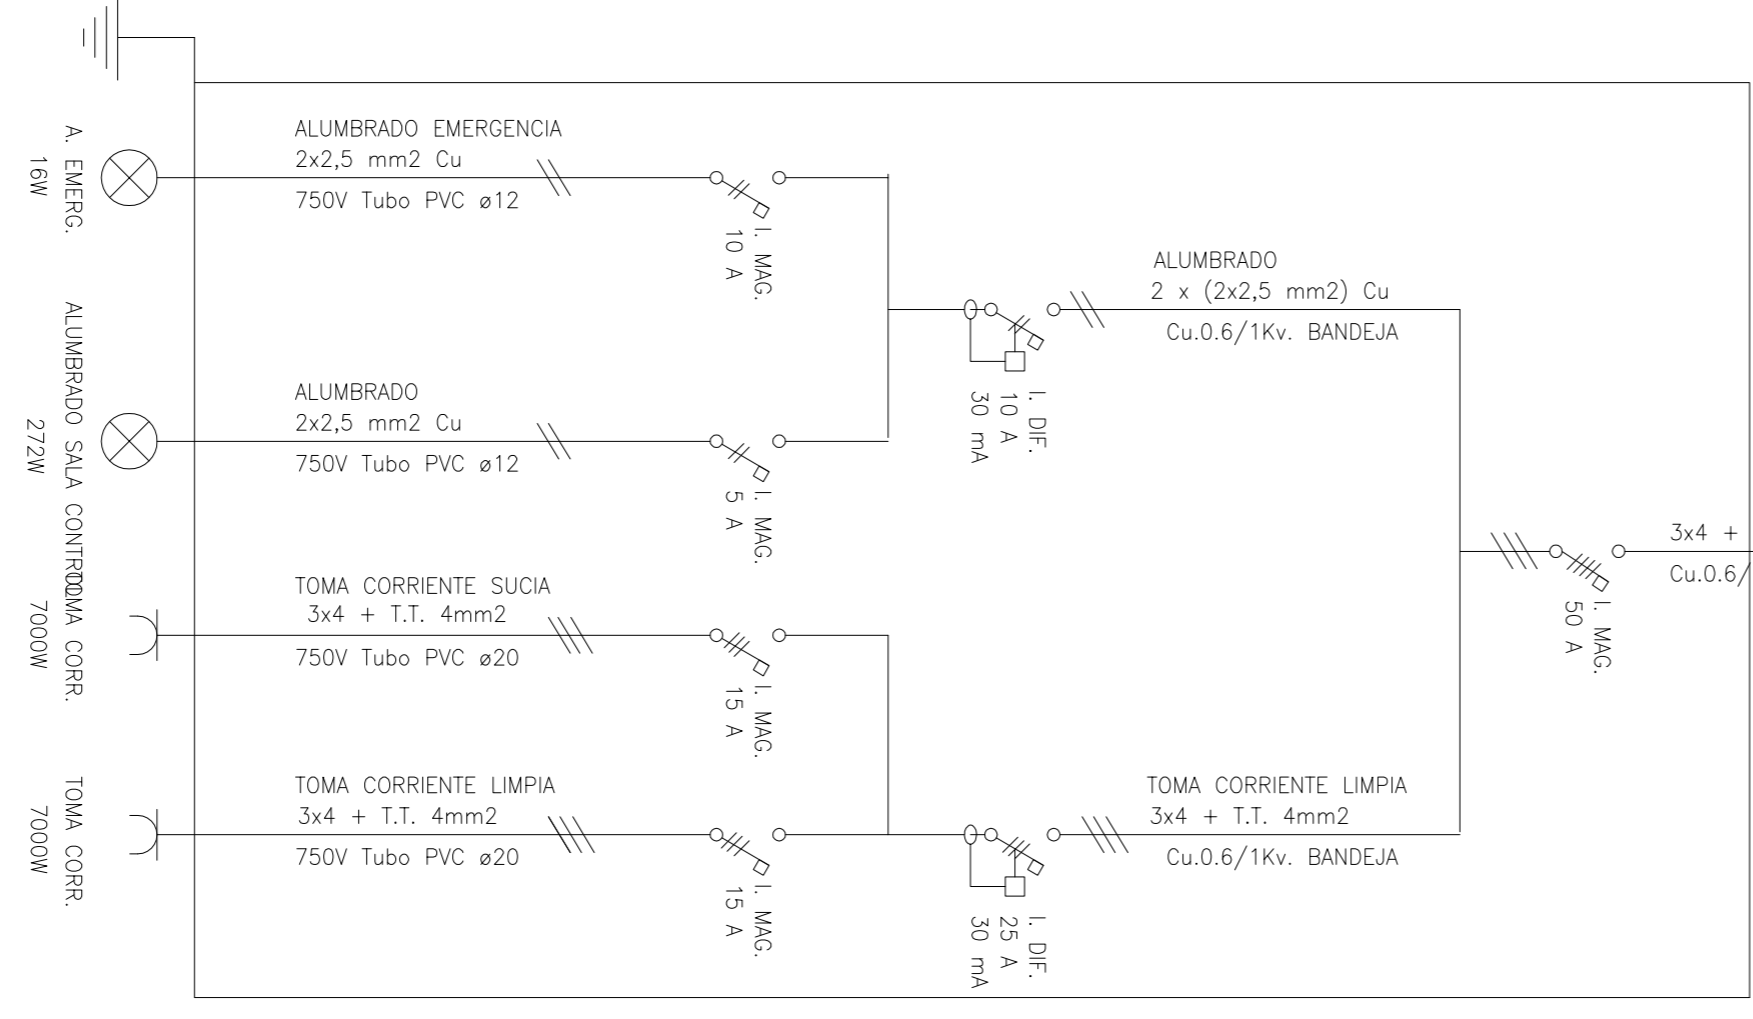 ALUMBRADO EMERGENCIA
2x2,5 mm2 Cu
750V Tubo PVC ø12
A. EMERG.
16W
I. MAG.
10 A
ALUMBRADO
2 x (2x2,5 mm2) Cu
Cu.0.6/1Kv. BANDEJA
I. DIF.
10 A
30 mA
ALUMBRADO
2x2,5 mm2 Cu
750V Tubo PVC ø12
ALUMBRADO SALA CONTROL
272W
I. MAG.
5 A
3x4 +
Cu.0.6/
I. MAG.
50 A
TOMA CORRIENTE SUCIA
3x4 + T.T. 4mm2
750V Tubo PVC ø20
TOMA CORR.
7000W
I. MAG.
15 A
TOMA CORRIENTE LIMPIA
3x4 + T.T. 4mm2
750V Tubo PVC ø20
TOMA CORR.
7000W
I. MAG.
15 A
TOMA CORRIENTE LIMPIA
3x4 + T.T. 4mm2
Cu.0.6/1Kv. BANDEJA
I. DIF.
25 A
30 mA